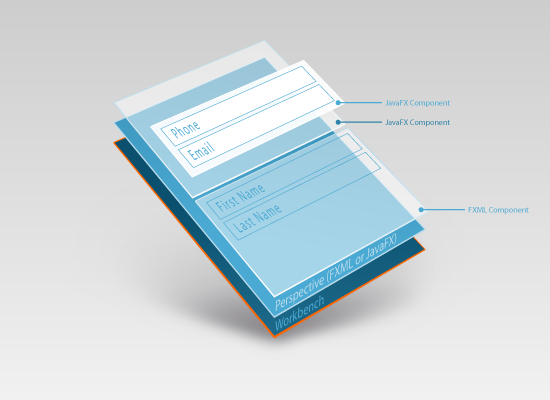 Phone
JavaFX Component
Email
JavaFX Component
First Name
Last Name
FXML Component
Perspective (FXML or JavaFX)
Workbench